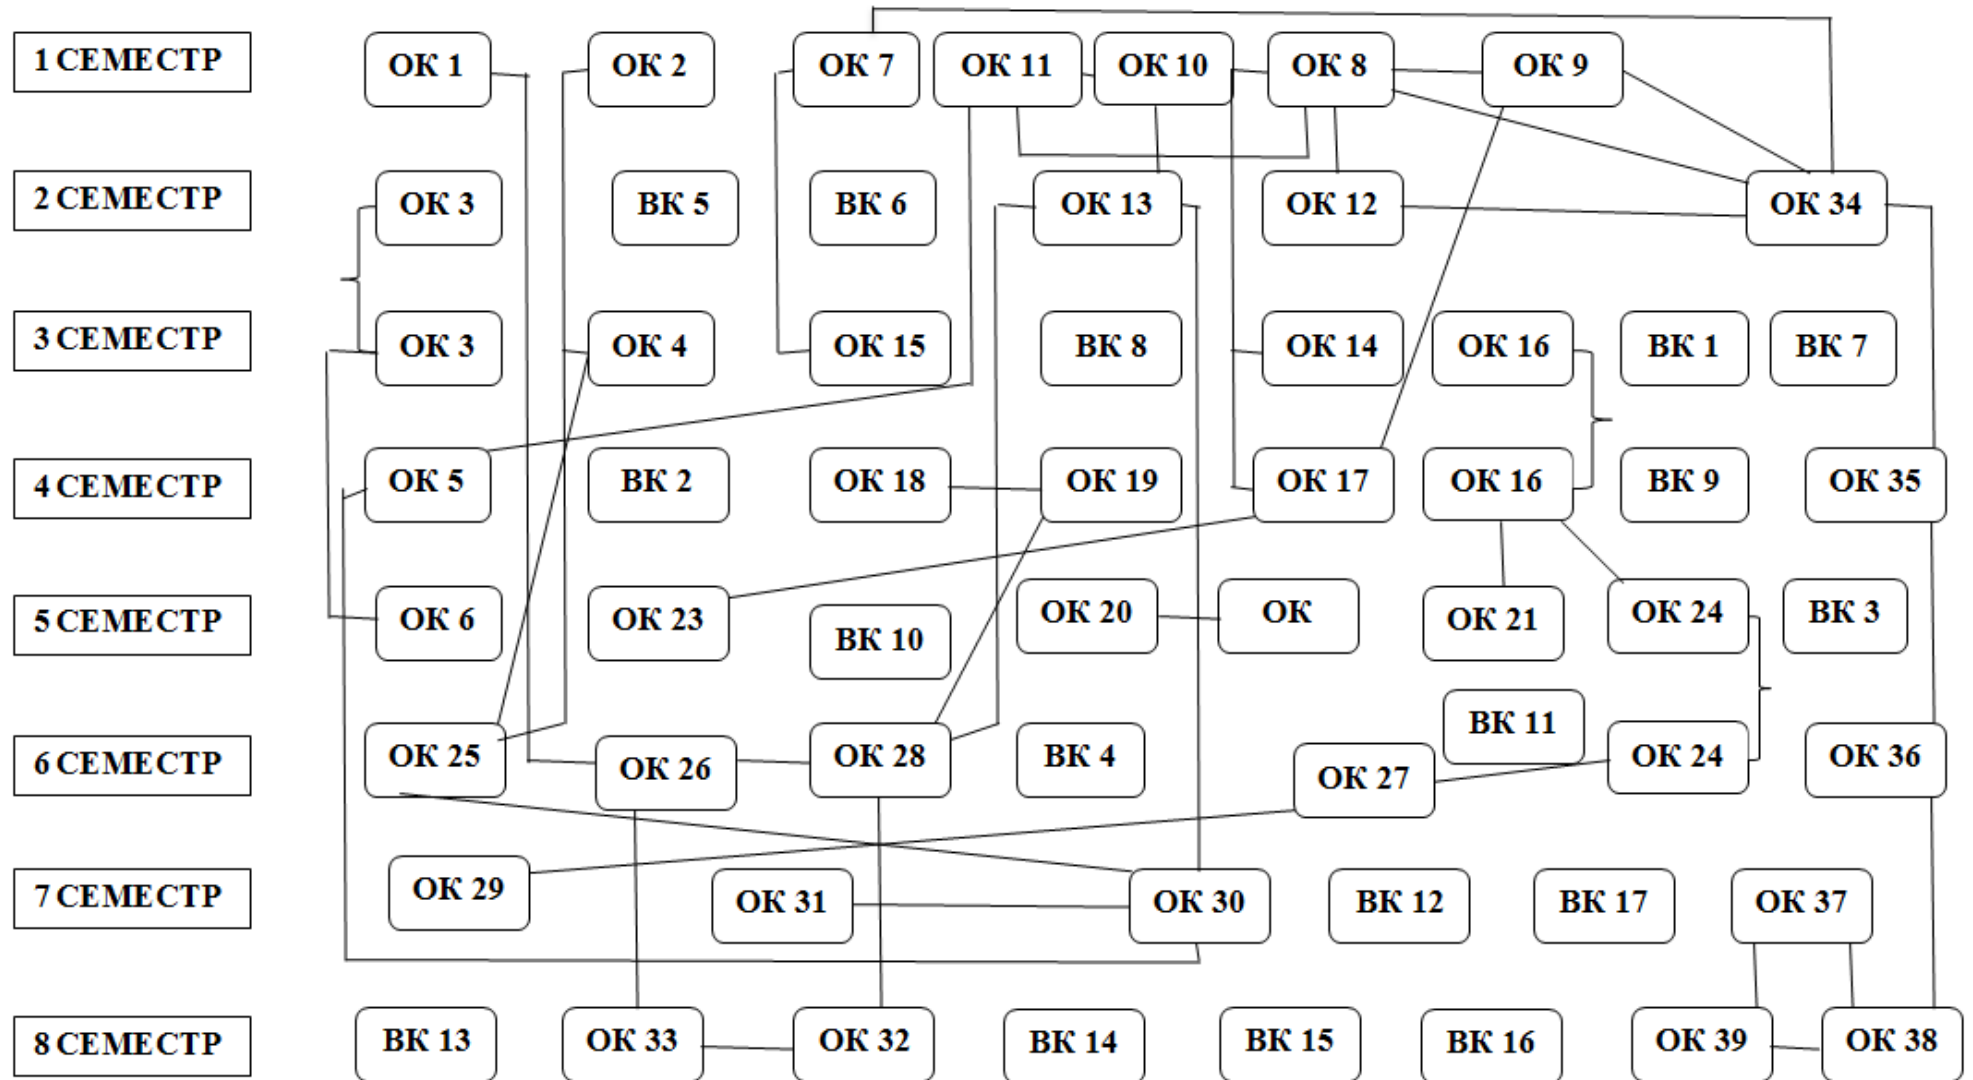 1 СЕМЕСТР ОК 1 ОК 2 ОК 7 ОК 11 ОК 10 ОК 8 ОК 9
2 СЕМЕСТР ОК 3 ВК 5 ВК 6 ОК 13 ОК 12 ОК 34
3 СЕМЕСТР ОК 3 ОК 4 ОК 15 ВК 8 ОК 14 ОК 16 ВК 1 ВК 7
4 СЕМЕСТР ОК 5 ВК 2 ОК 18 ОК 19 ОК 17 ОК 16 ВК 9 ОК 35
5 СЕМЕСТР ОК 6 ОК 23 ВК 10 ОК 20 ОК ОК 21 ОК 24 ВК 3
6 СЕМЕСТР ОК 25 ОК 26 ОК 28 ВК 4 ОК 27 ВК 11 ОК 24 ОК 36
7 СЕМЕСТР ОК 29 ОК 31 ОК 30 ВК 12 ВК 17 ОК 37
8 СЕМЕСТР ВК 13 ОК 33 ОК 32 ВК 14 ВК 15 ВК 16 ОК 39 ОК 38